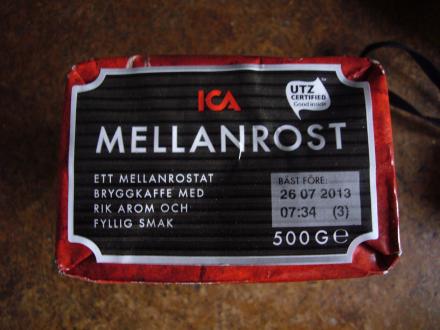 ICA
UTZ
CERTIFIED
Good inside
MELLANROST
ETT MELLANROSTAT
BRYGGKAFFE MED
RIK AROM OCH
FYLLIG SMAK
BÄST FÖRE:
26 07 2013
07:34 (3)
500 G ℮